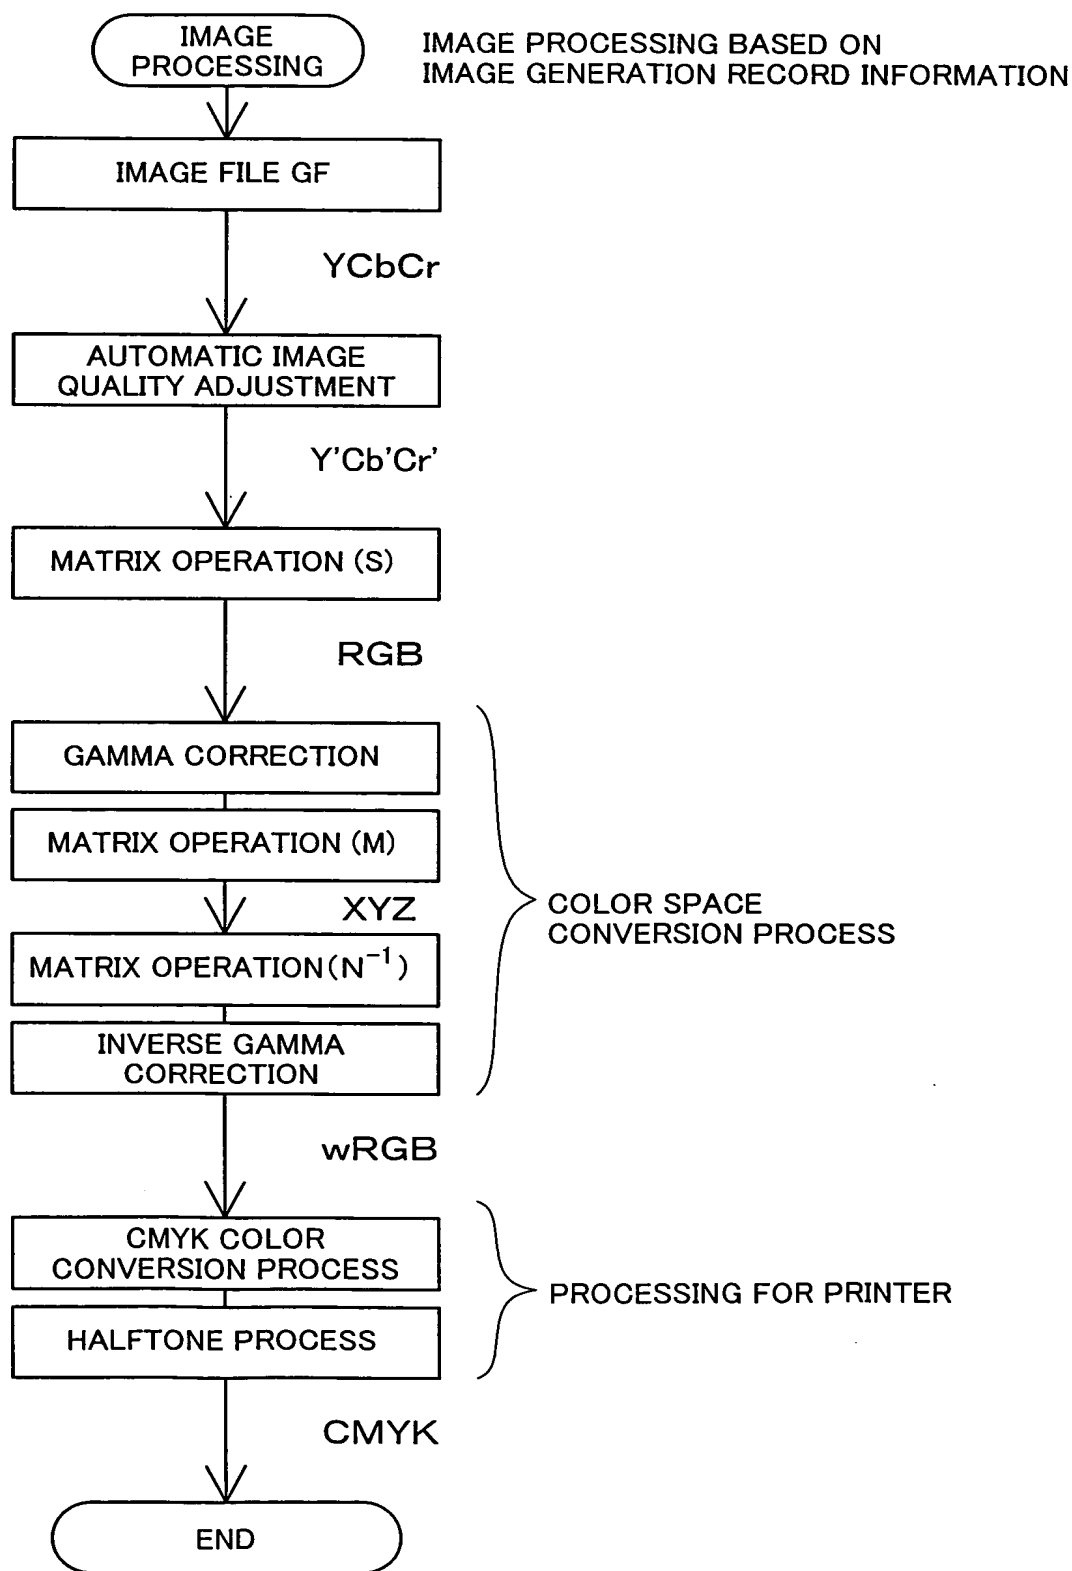 IMAGE
PROCESSING
IMAGE PROCESSING BASED ON
IMAGE GENERATION RECORD INFORMATION
IMAGE FILE GF
YCbCr
AUTOMATIC IMAGE
QUALITY ADJUSTMENT
Y'Cb'Cr'
MATRIX OPERATION (S)
RGB
GAMMA CORRECTION
MATRIX OPERATION (M)
XYZ
COLOR SPACE
CONVERSION PROCESS
MATRIX OPERATION (N⁻¹)
INVERSE GAMMA
CORRECTION
wRGB
CMYK COLOR
CONVERSION PROCESS
PROCESSING FOR PRINTER
HALFTONE PROCESS
CMYK
END